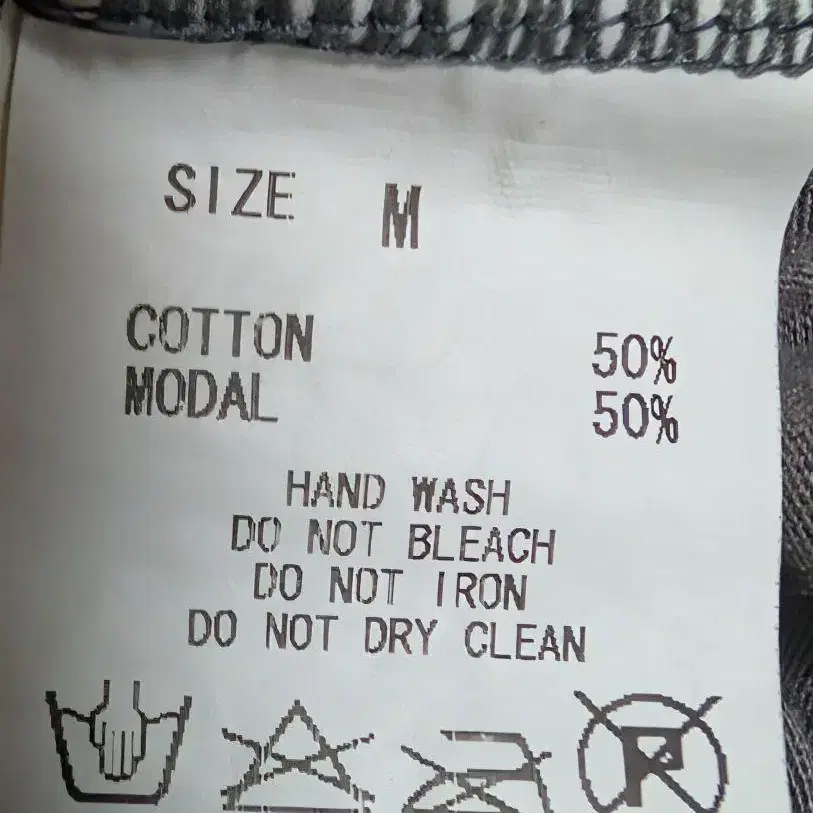 SIZE M
COTTON 50%
MODAL 50%
HAND WASH
DO NOT BLEACH
DO NOT IRON
DO NOT DRY CLEAN
P